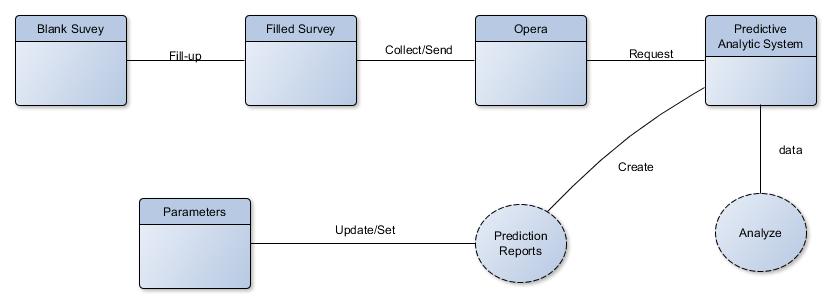 Blank Suvey
Filled Survey
Opera
Predictive
Analytic System
Fill-up
Collect/Send
Request
data
Create
Parameters
Update/Set
Prediction
Reports
Analyze